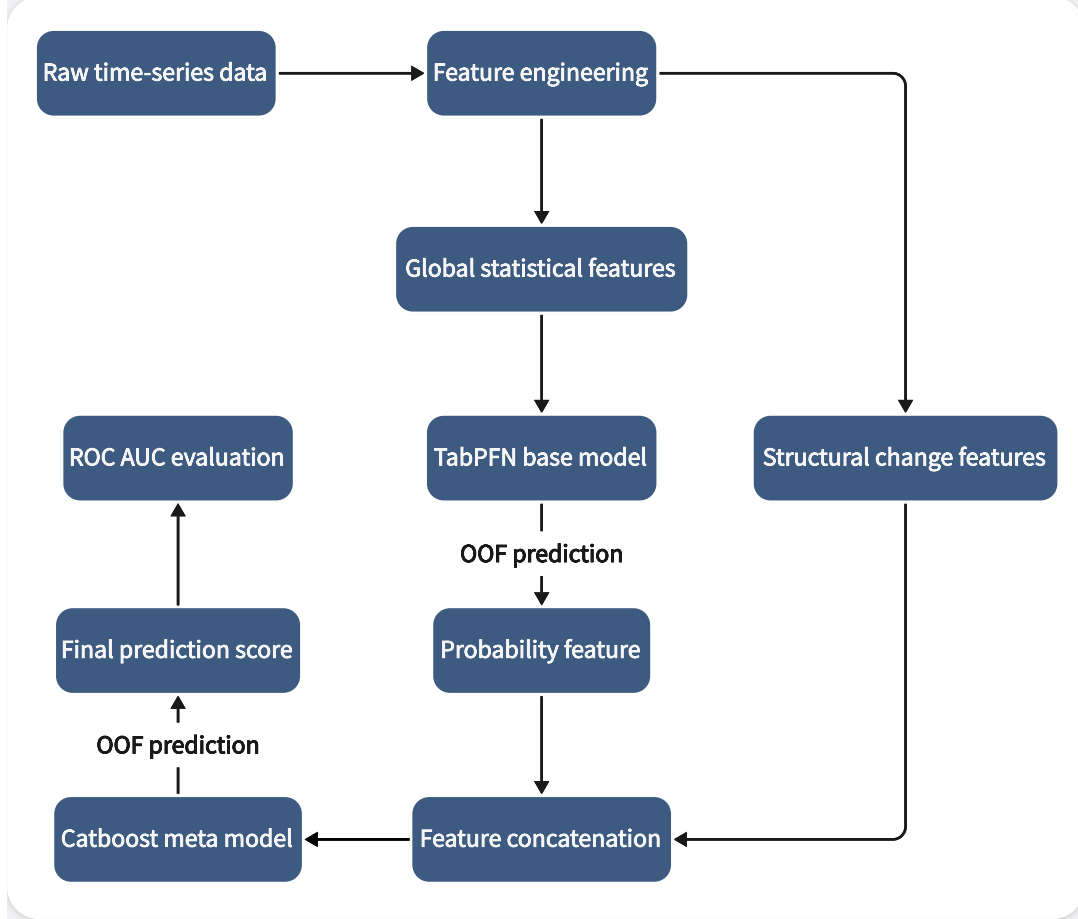 Raw time-series data
Feature engineering
Global statistical features
ROC AUC evaluation
TabPFN base model
Structural change features
OOF prediction
Final prediction score
Probability feature
OOF prediction
Catboost meta model
Feature concatenation